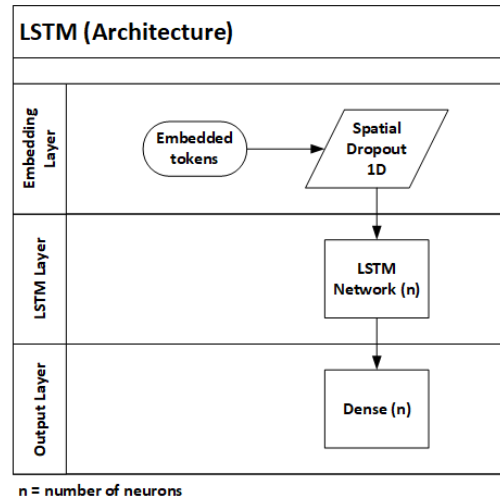 LSTM (Architecture)
Embedding
Layer
Embedded
tokens
Spatial
Dropout
1D
LSTM Layer
LSTM
Network (n)
Output Layer
Dense (n)
n = number of neurons